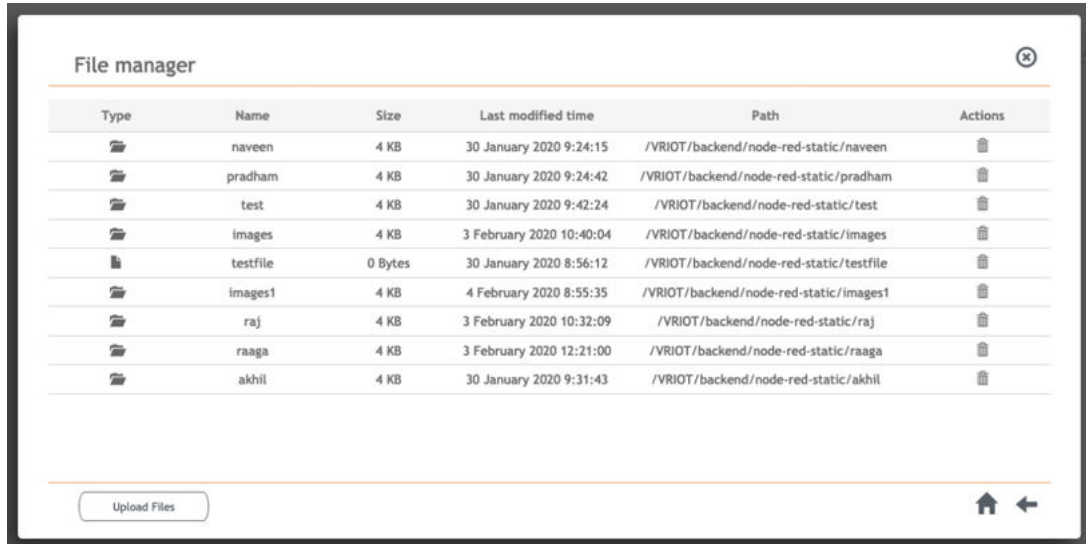 File manager
Type Name Size Last modified time Path Actions
naveen 4 KB 30 January 2020 9:24:15 /VRIOT/backend/node-red-static/naveen
pradham 4 KB 30 January 2020 9:24:42 /VRIOT/backend/node-red-static/pradham
test 4 KB 30 January 2020 9:42:24 /VRIOT/backend/node-red-static/test
images 4 KB 3 February 2020 10:40:04 /VRIOT/backend/node-red-static/images
testfile 0 Bytes 30 January 2020 8:56:12 /VRIOT/backend/node-red-static/testfile
images1 4 KB 4 February 2020 8:55:35 /VRIOT/backend/node-red-static/images1
raj 4 KB 3 February 2020 10:32:09 /VRIOT/backend/node-red-static/raj
raaga 4 KB 3 February 2020 12:21:00 /VRIOT/backend/node-red-static/raaga
akhil 4 KB 30 January 2020 9:31:43 /VRIOT/backend/node-red-static/akhil
Upload Files